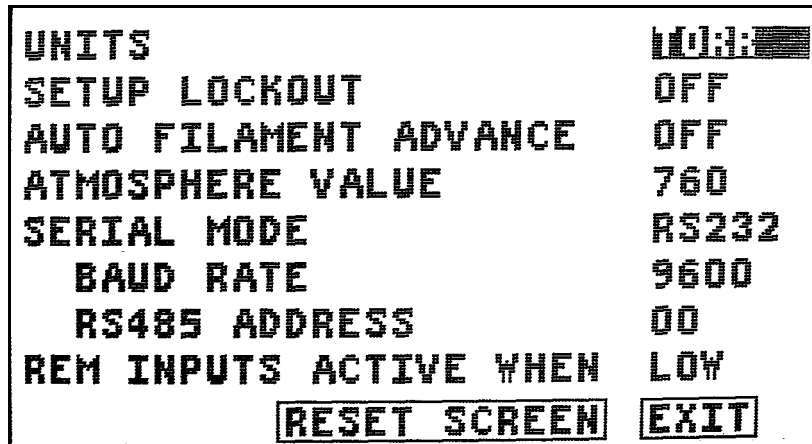 UNITS
SETUP LOCKOUT OFF
AUTO FILAMENT ADVANCE OFF
ATMOSPHERE VALUE 760
SERIAL MODE RS232
BAUD RATE 9600
RS485 ADDRESS 00
REM INPUTS ACTIVE WHEN LOW
RESET SCREEN EXIT